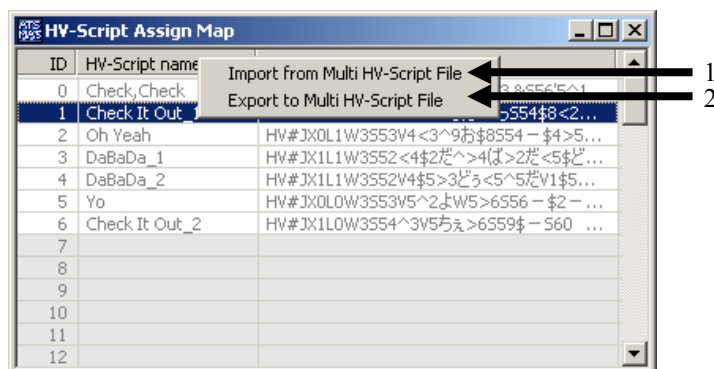 HV-Script Assign Map
ID HV-Script name
Import from Multi HV-Script File 1
Export to Multi HV-Script File 2
0 Check,Check
1 Check It Out_
2 Oh Yeah HV#JX0L1W3S53V4<3^9お$8S54－$4>5...
3 DaBaDa_1 HV#JX1L1W3S52<4$2だ^>4ば>2だ<5$ど...
4 DaBaDa_2 HV#JX1L1W3S52V4$5>3どぅ<5^5だV1$5...
5 Yo HV#JX0L0W3S53V5^2よW5>6S56－$2－...
6 Check It Out_2 HV#JX1L0W3S54^3V5ちぇ>6S59$－S60 ...
7
8
9
10
11
12